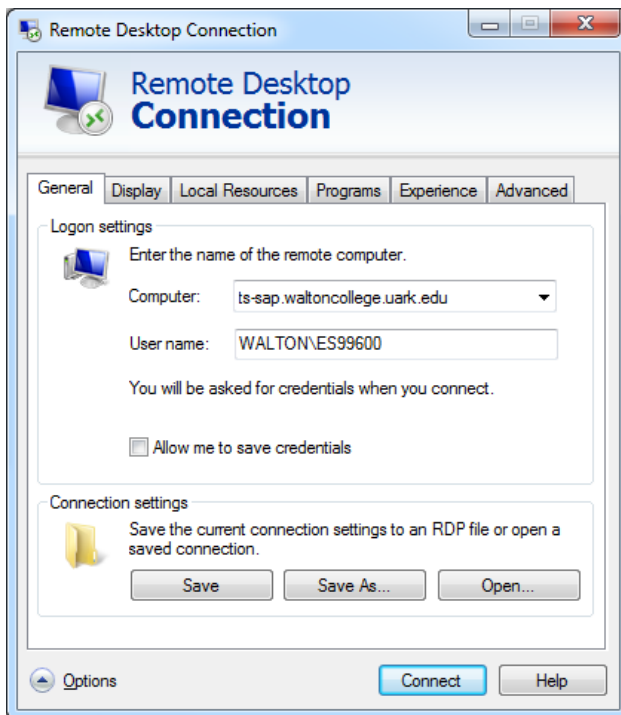 Remote Desktop Connection
Remote Desktop
Connection
General Display Local Resources Programs Experience Advanced
Logon settings
Enter the name of the remote computer.
Computer: ts-sap.waltoncollege.uark.edu
User name: WALTON\ES99600
You will be asked for credentials when you connect.
Allow me to save credentials
Connection settings
Save the current connection settings to an RDP file or open a
saved connection.
Save Save As... Open...
Options Connect Help